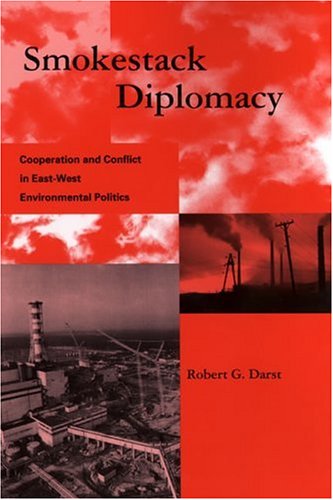 Smokestack
Diplomacy
Cooperation and Conflict
in East-West
Environmental Politics
Robert G. Darst